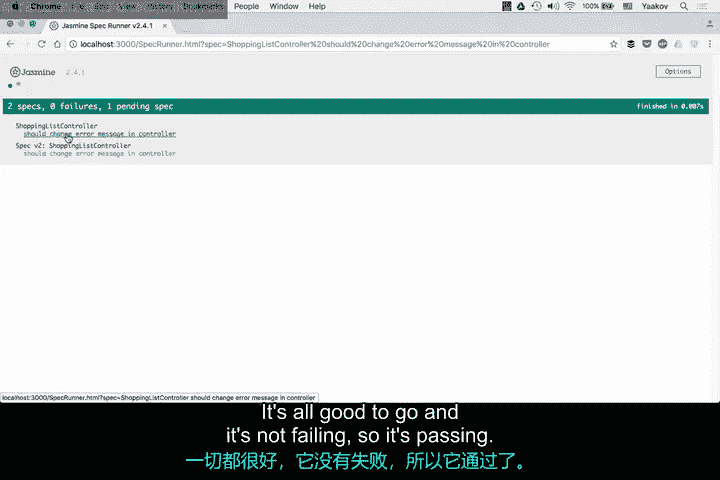 Chrome File Edit View History Bookmarks People Window Help 100% Yaakov
Jasmine Spec Runner v2.4.1
localhost:3000/SpecRunner.html?spec=ShoppingListController%20should%20change%20error%20message%20in%20controller
Jasmine 2.4.1
Options
2 specs, 0 failures, 1 pending spec
finished in 0.007s
ShoppingListController
should change error message in controller
Spec v2: ShoppingListController
should change error message in controller
localhost:3000/SpecRunner.html?spec=ShoppingListController should change error message in controller
It's all good to go and
it's not failing, so it's passing.
一切都很好，它没有失败，所以它通过了。